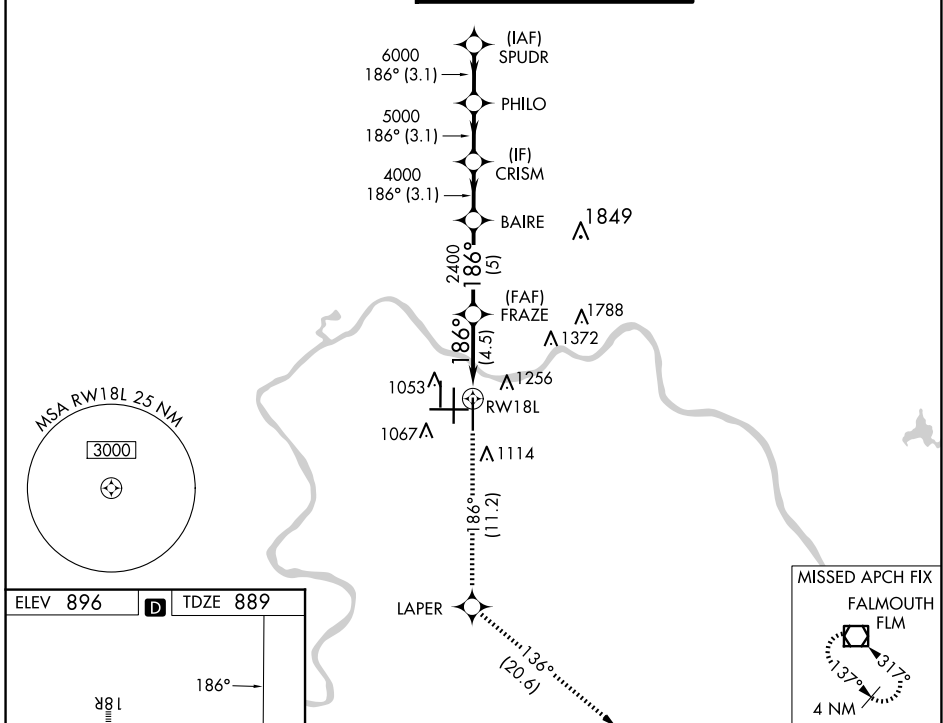 (IAF)
SPUDR
6000
186° (3.1)
PHILO
5000
186° (3.1)
(IF)
CRISM
4000
186° (3.1)
BAIRE
1849
2400
186°
(5)
(FAF)
FRAZE
1788
1372
186°
(4.5)
1053
1256
RW18L
1067
1114
MSA RW18L 25 NM
3000
186°
(11.2)
LAPER
136°
(20.6)
MISSED APCH FIX
FALMOUTH
FLM
317°
137°
4 NM
ELEV 896 D TDZE 889
186°
18R